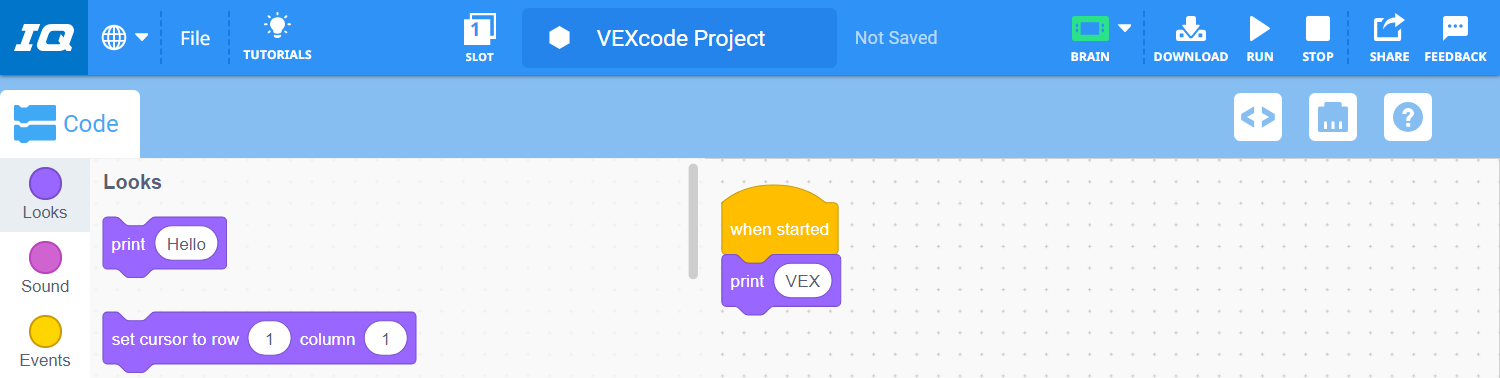 IQ
File
TUTORIALS
1
SLOT
VEXcode Project
Not Saved
BRAIN
DOWNLOAD
RUN
STOP
SHARE
FEEDBACK
Code
<>
?
Looks
Sound
Events
Looks
print Hello
set cursor to row 1 column 1
when started
print VEX